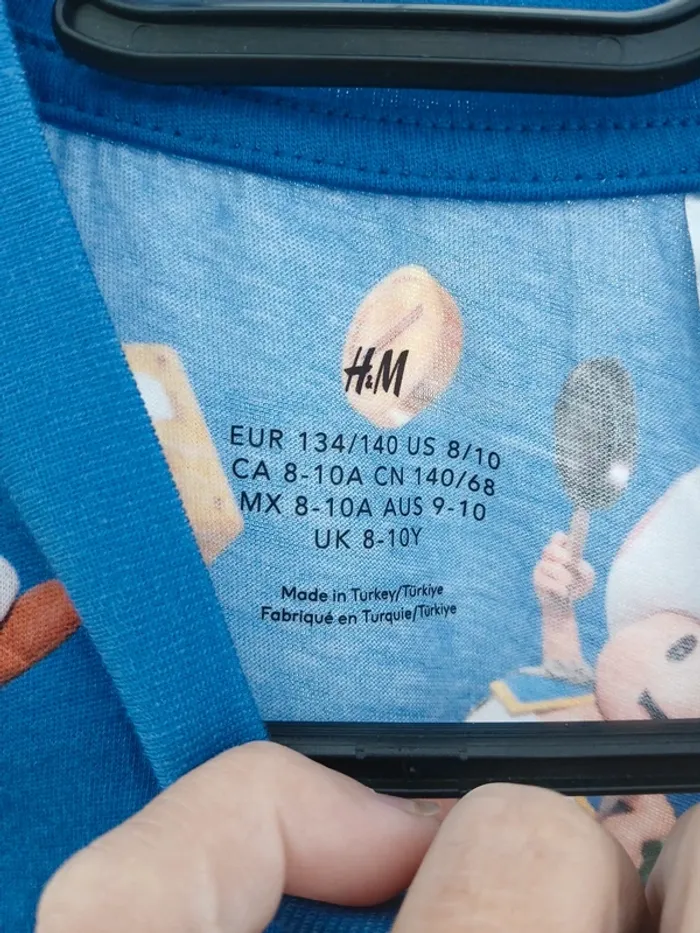 H&M
EUR 134/140 US 8/10
CA 8-10A CN 140/68
MX 8-10A AUS 9-10
UK 8-10Y
Made in Turkey/Türkiye
Fabriqué en Turquie/Türkiye